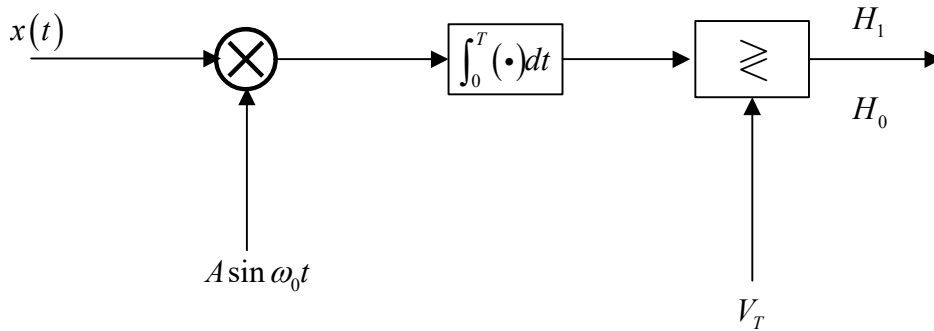 x(t)
H₁
∫₀ᵀ(•)dt
≷
H₀
A sin ω₀t
V_T